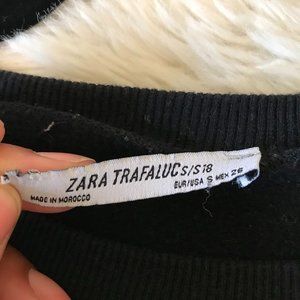 ZARA TRAFALUC S/S18
MADE IN MOROCCO
EUR/USA S MEX 26